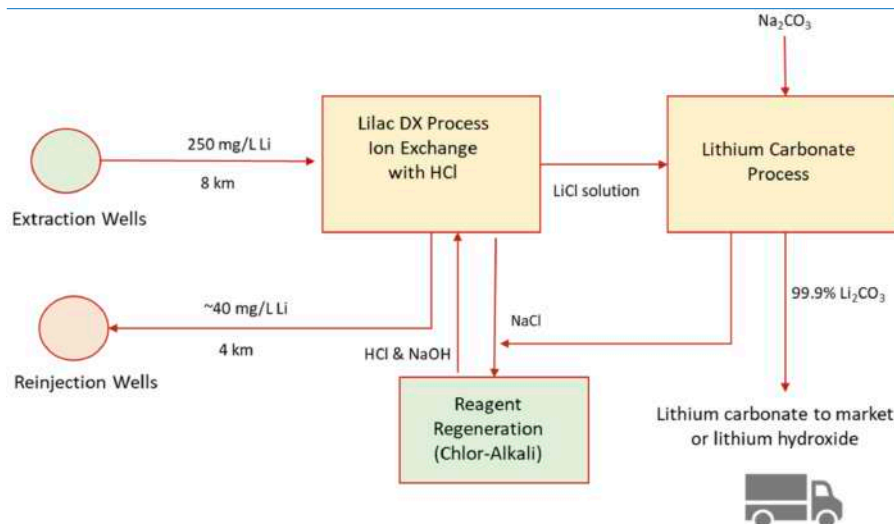 Na₂CO₃
Lilac DX Process
Ion Exchange
with HCl
Lithium Carbonate
Process
250 mg/L Li
8 km
LiCl solution
Extraction Wells
99.9% Li₂CO₃
~40 mg/L Li
4 km
NaCl
HCl & NaOH
Reinjection Wells
Reagent
Regeneration
(Chlor-Alkali)
Lithium carbonate to market
or lithium hydroxide